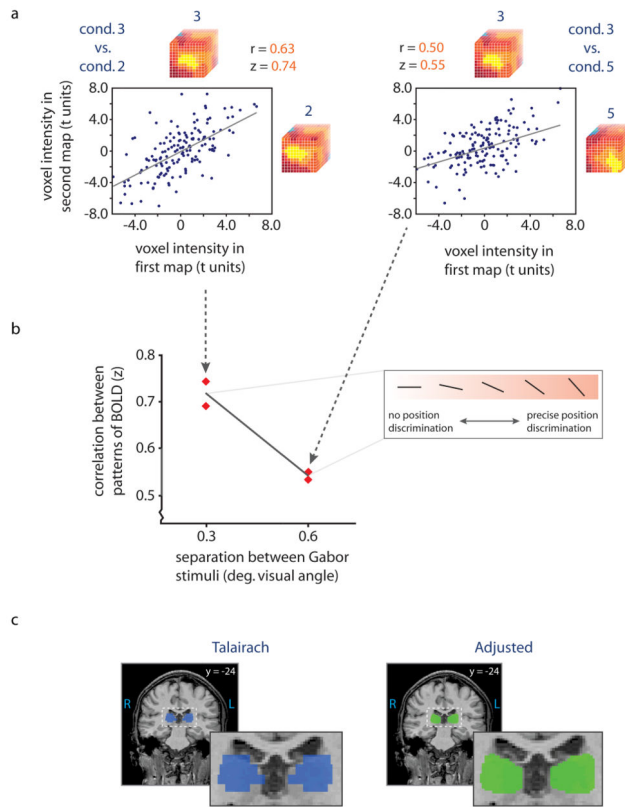 a
3
cond. 3
vs.
cond. 2
r = 0.63
z = 0.74
voxel intensity in
second map (t units)
8.0
4.0
0
-4.0
-8.0
-4.0
0
4.0
8.0
2
voxel intensity in
first map (t units)
3
r = 0.50
z = 0.55
cond. 3
vs.
cond. 5
8.0
4.0
0
-4.0
-8.0
-4.0
0
4.0
8.0
5
voxel intensity in
first map (t units)
b
correlation between
patterns of BOLD (z)
0.8
0.7
0.6
0.5
0.3
0.6
separation between Gabor
stimuli (deg. visual angle)
no position
discrimination
precise position
discrimination
c
Talairach
y = -24
R
L
Adjusted
y = -24
R
L